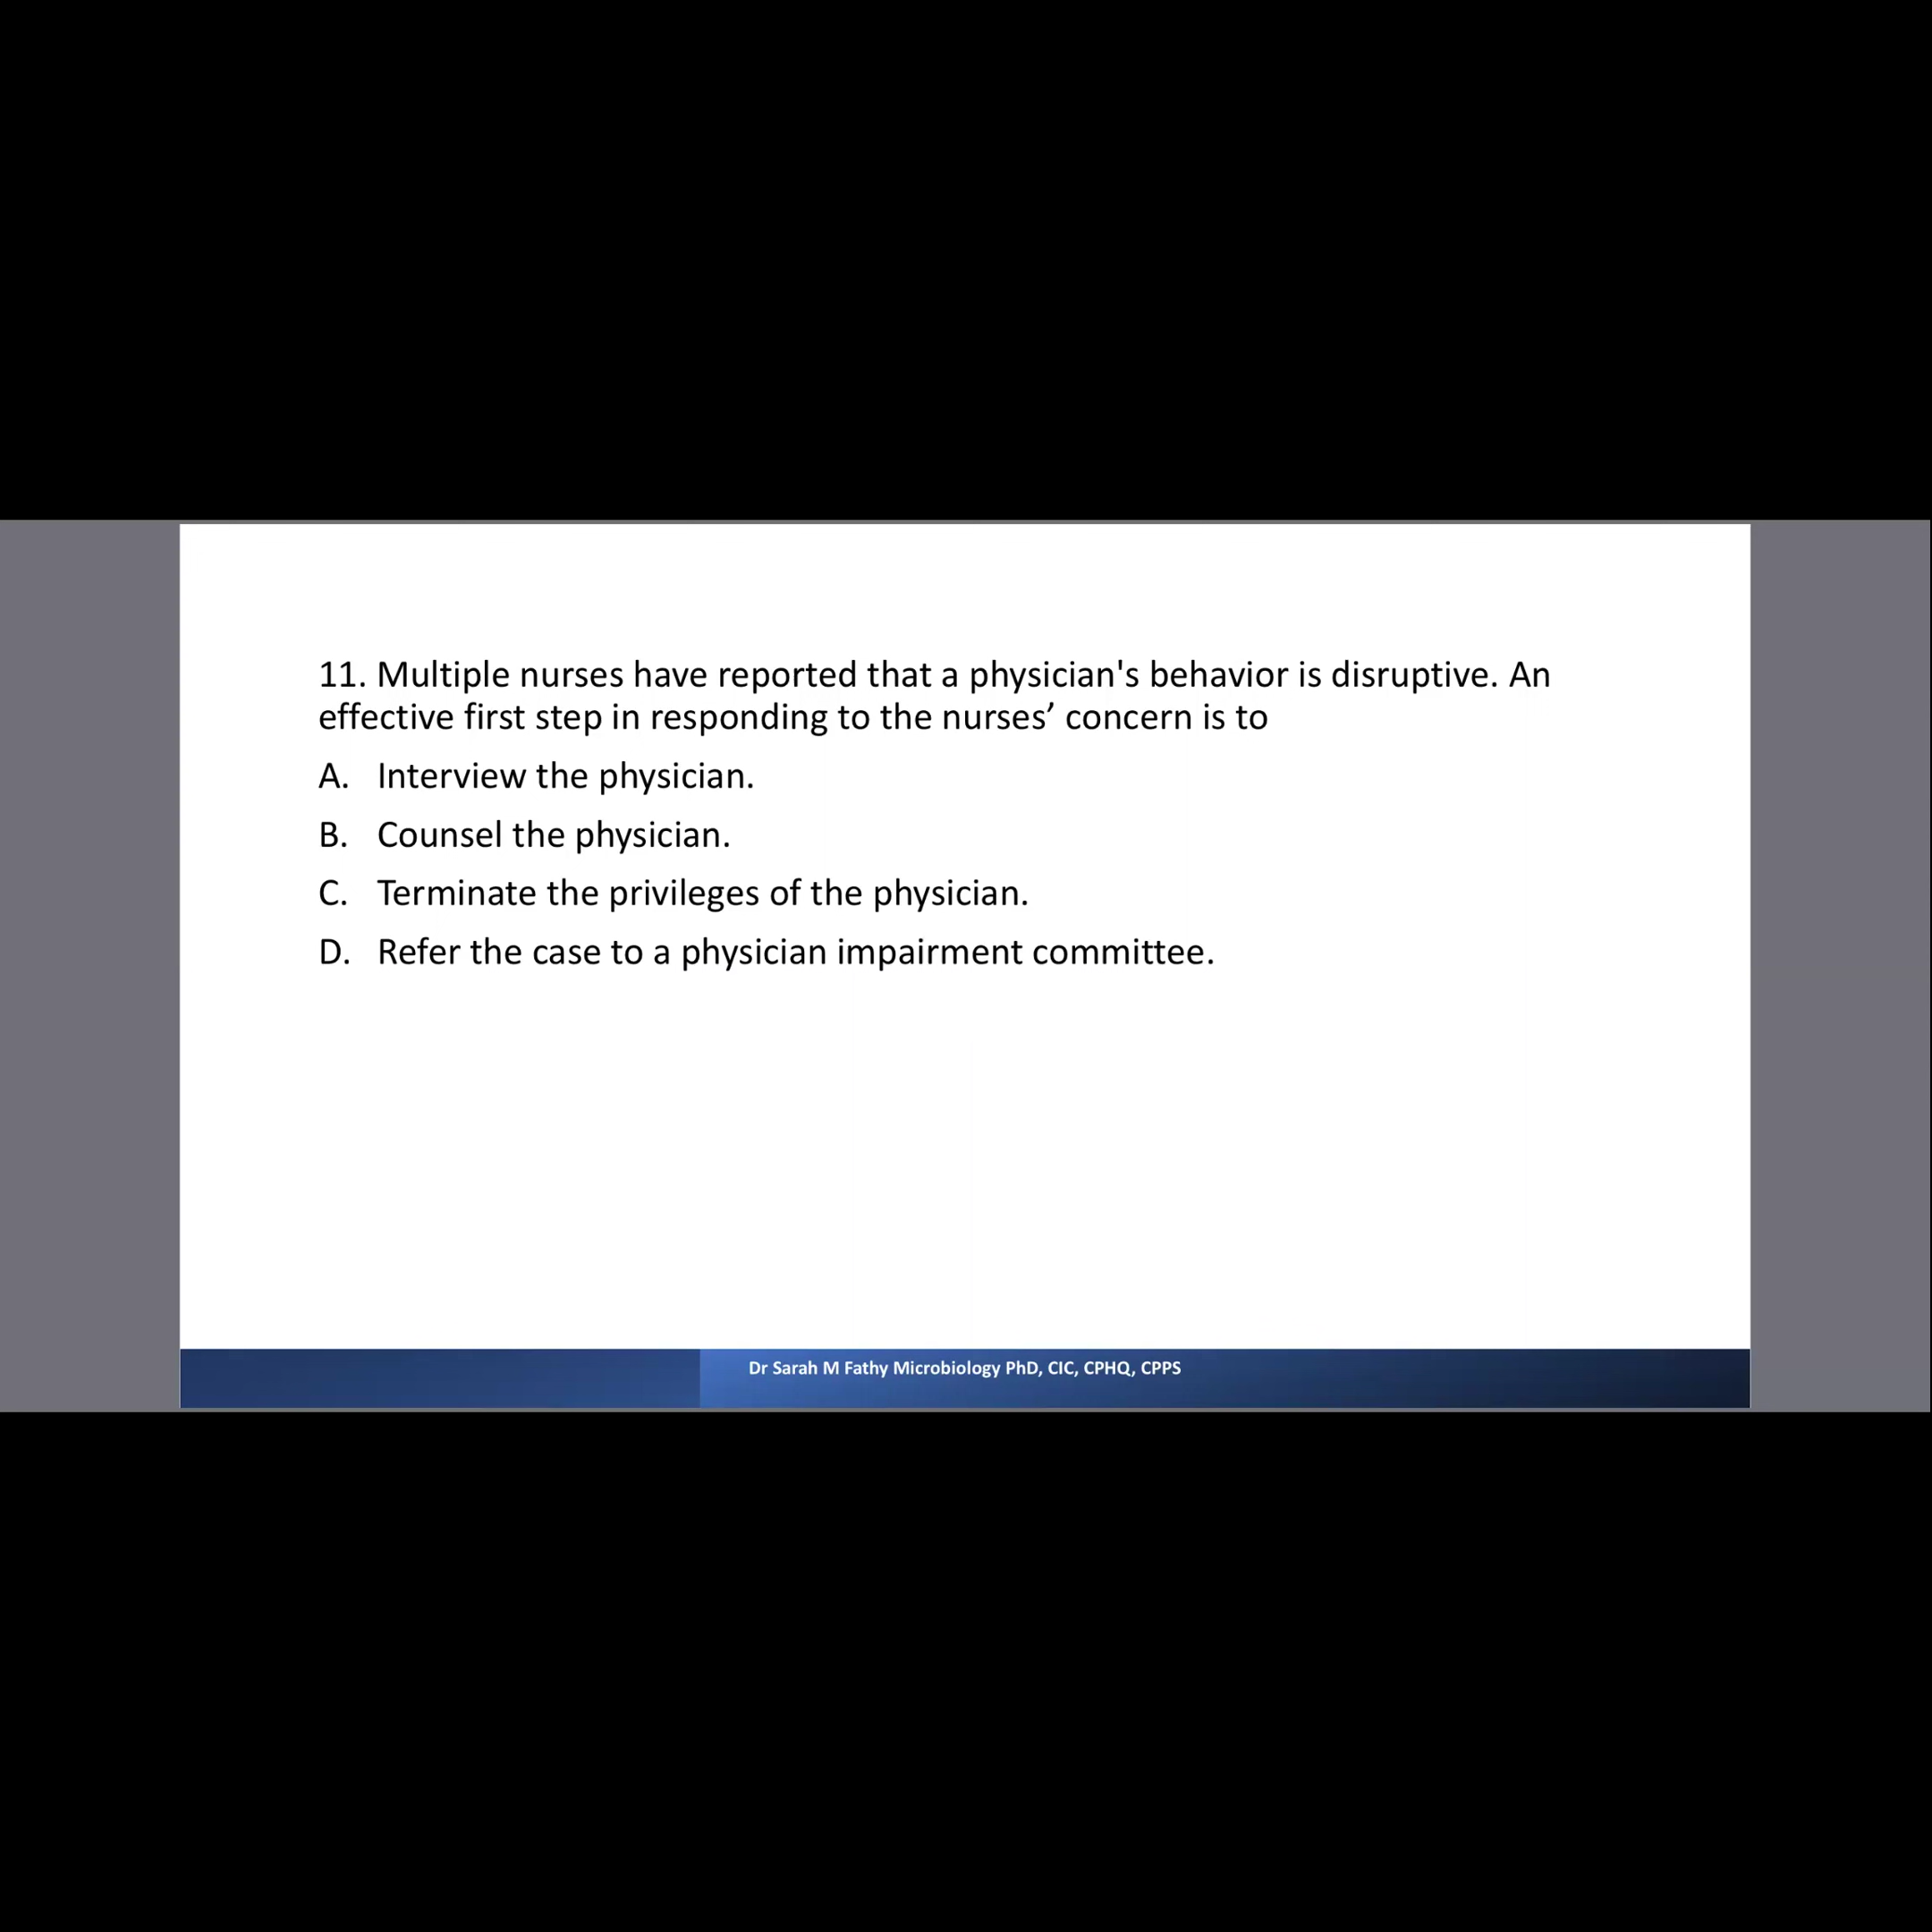 11. Multiple nurses have reported that a physician's behavior is disruptive. An
effective first step in responding to the nurses’ concern is to
A. Interview the physician.
B. Counsel the physician.
C. Terminate the privileges of the physician.
D. Refer the case to a physician impairment committee.
Dr Sarah M Fathy Microbiology PhD, CIC, CPHQ, CPPS